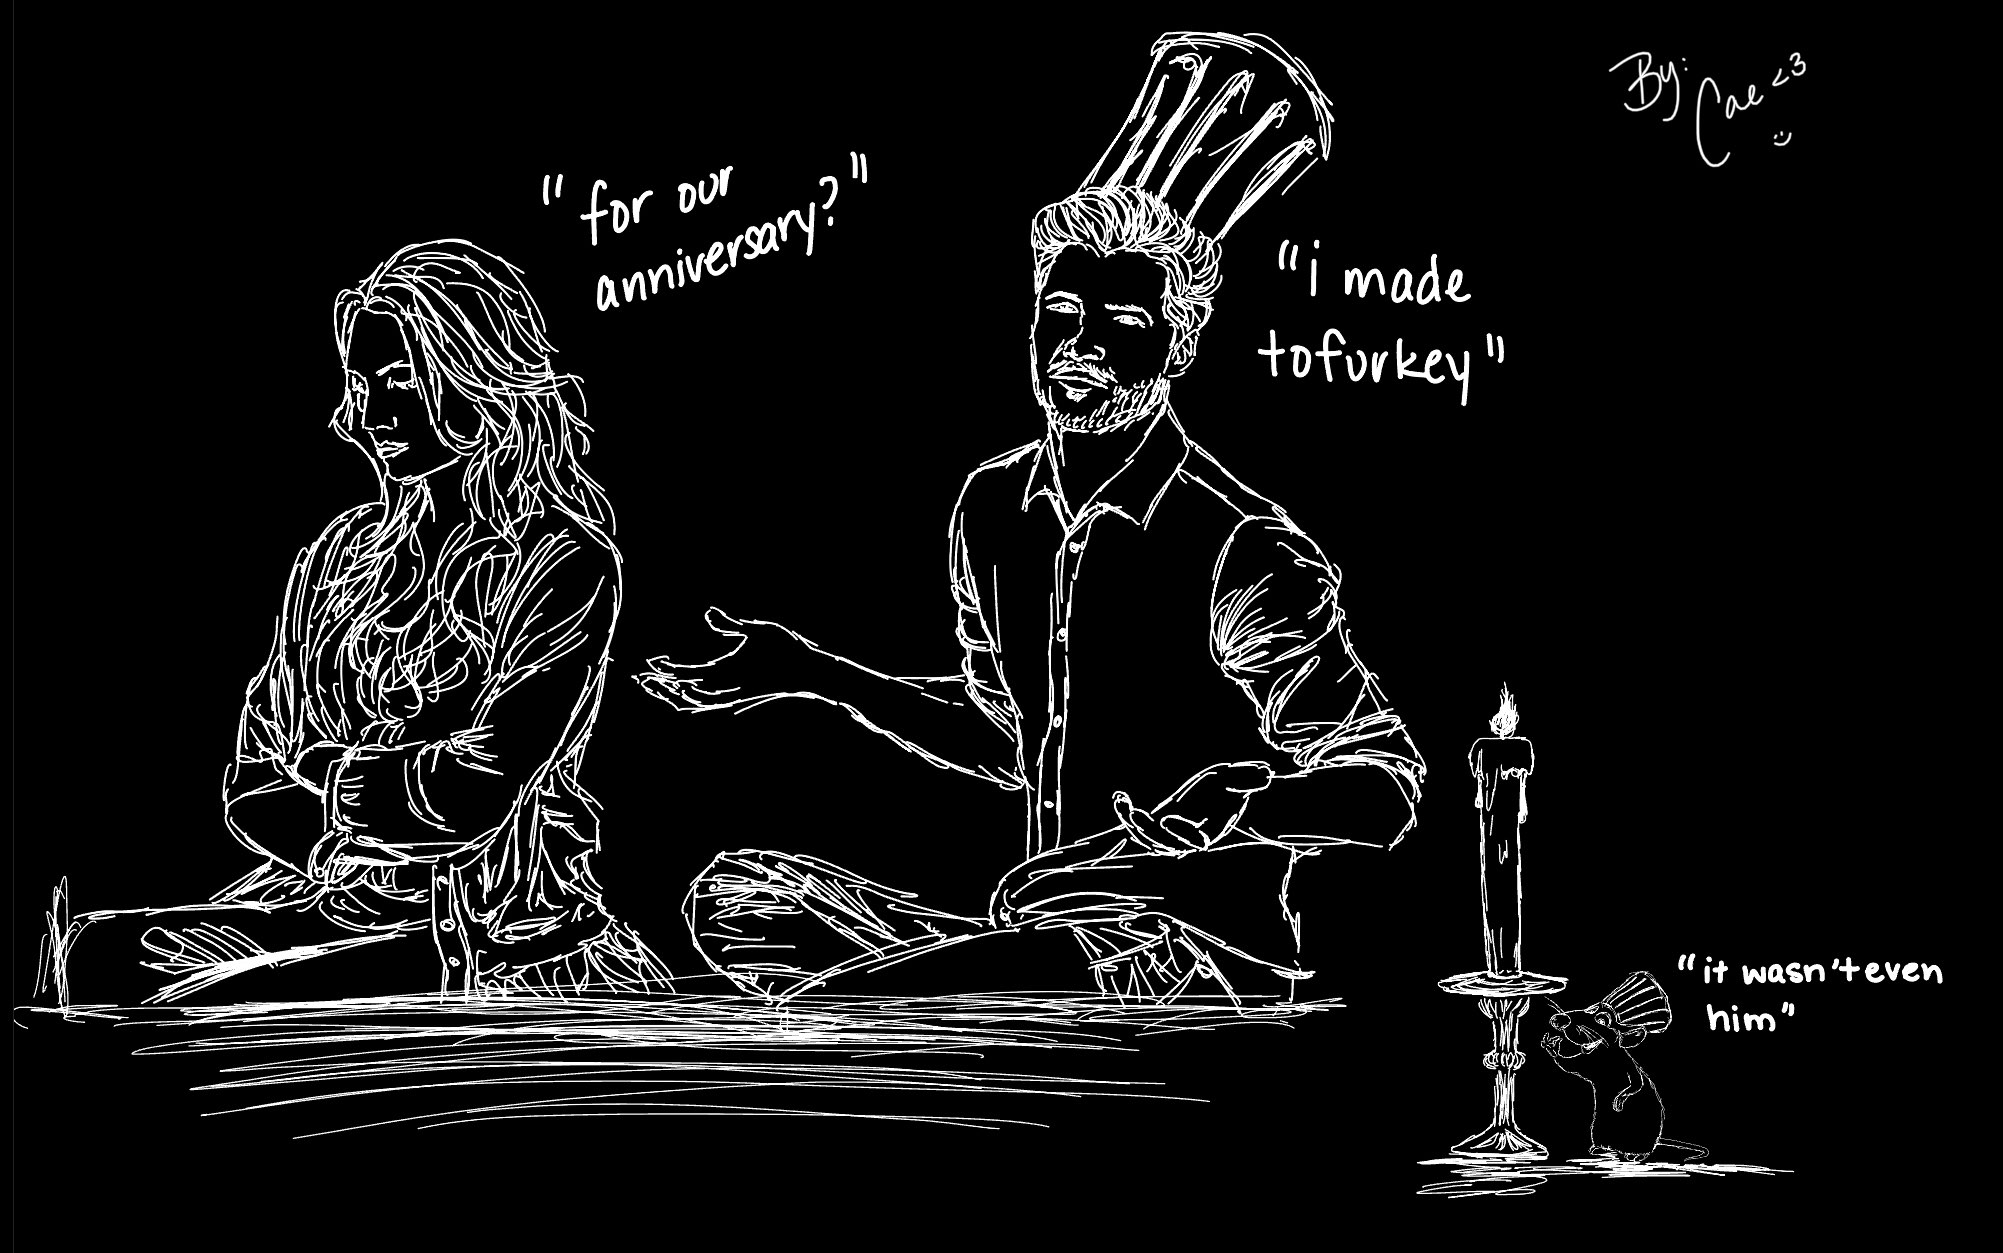 By:
Cae <3
:)
"for our
anniversary?"
"i made
tofurkey"
"it wasn't even
him"